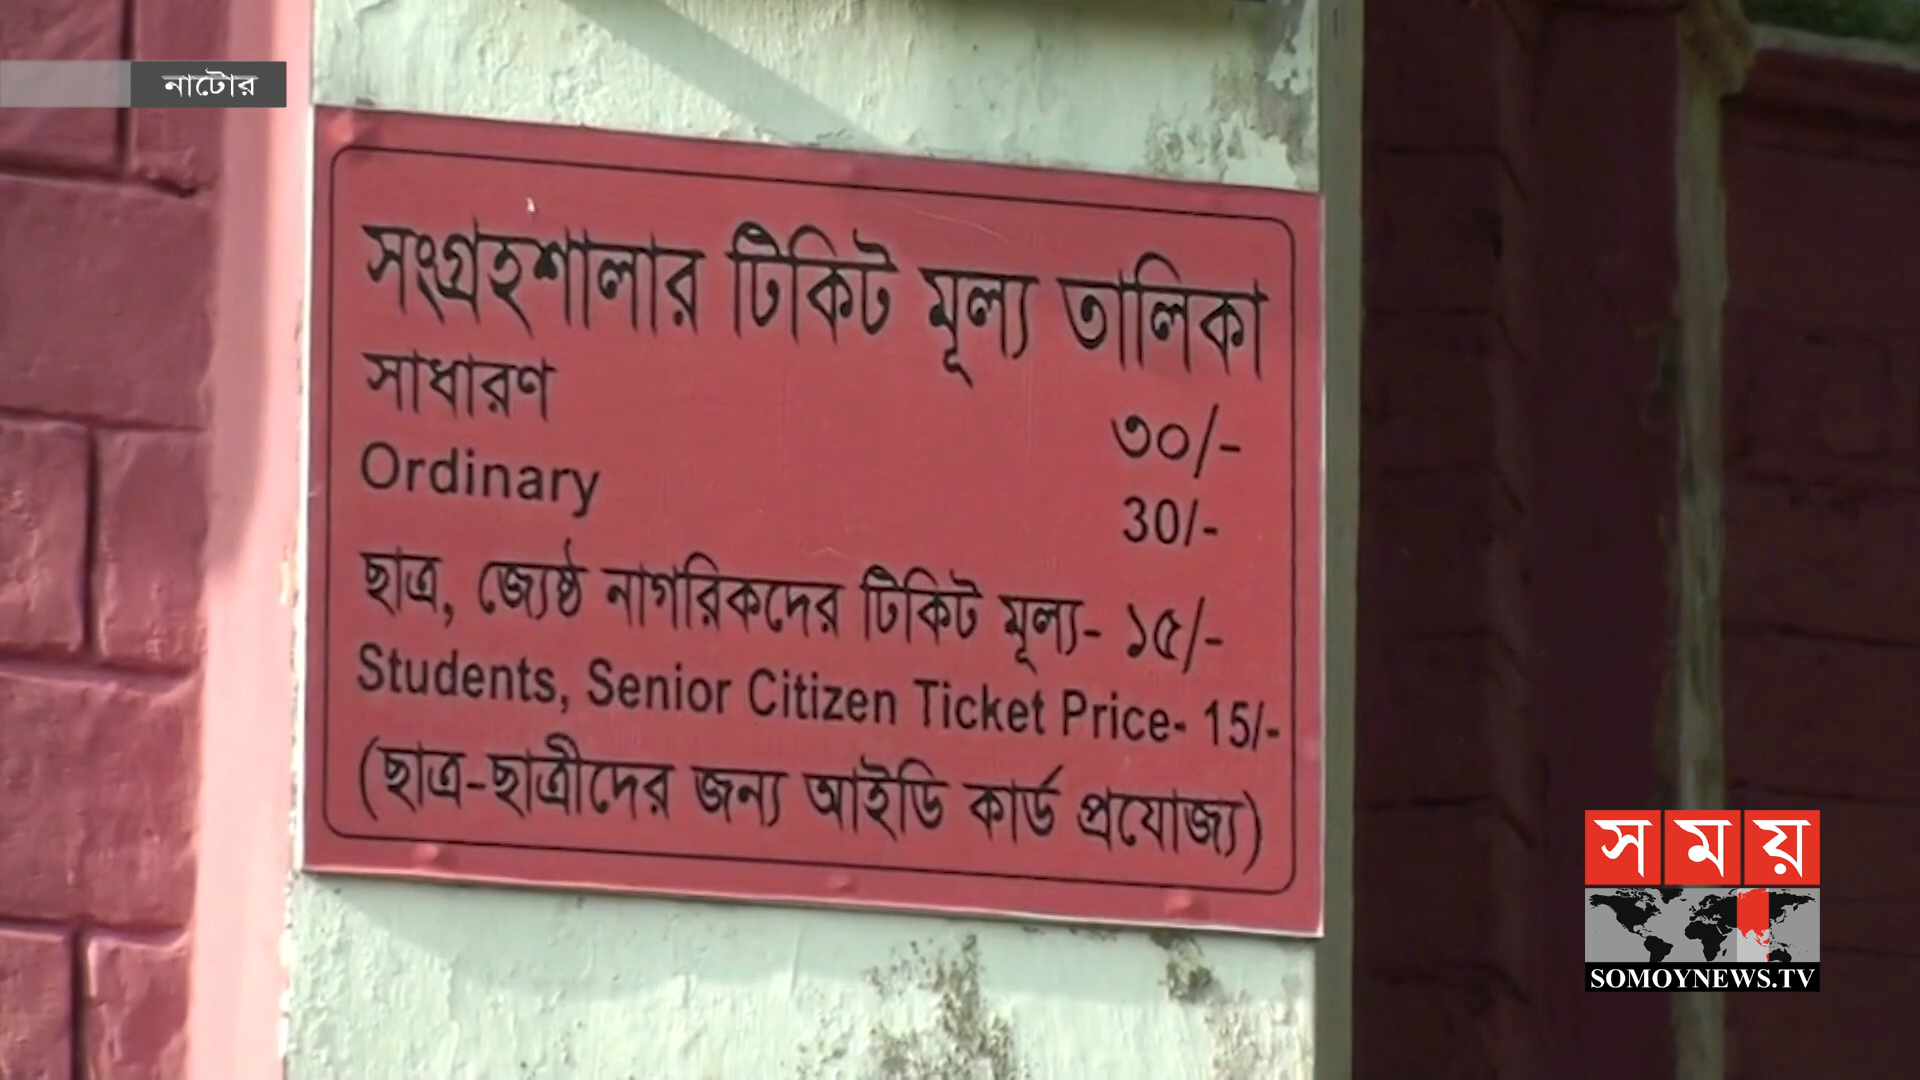 নাটোর
সংগ্রহশালার টিকিট মূল্য তালিকা
সাধারণ ৩০/-
Ordinary 30/-
ছাত্র, জ্যেষ্ঠ নাগরিকদের টিকিট মূল্য- ১৫/-
Students, Senior Citizen Ticket Price- 15/-
(ছাত্র-ছাত্রীদের জন্য আইডি কার্ড প্রযোজ্য)
সময়
SOMOYNEWS.TV